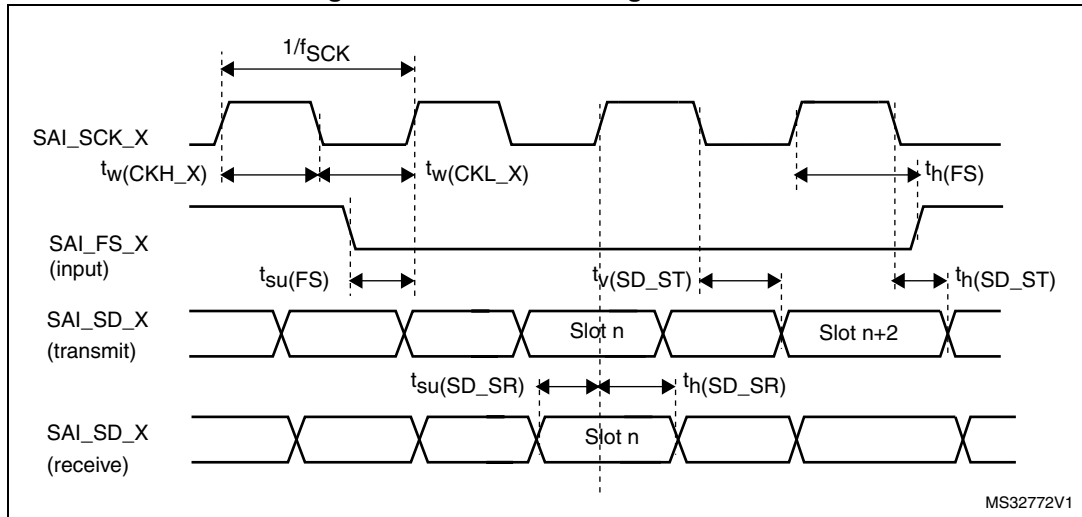 1/fSCK
SAI_SCK_X
tw(CKH_X)
tw(CKL_X)
th(FS)
SAI_FS_X
(input)
tsu(FS)
tv(SD_ST)
th(SD_ST)
SAI_SD_X
(transmit)
Slot n
Slot n+2
tsu(SD_SR)
th(SD_SR)
SAI_SD_X
(receive)
Slot n
MS32772V1